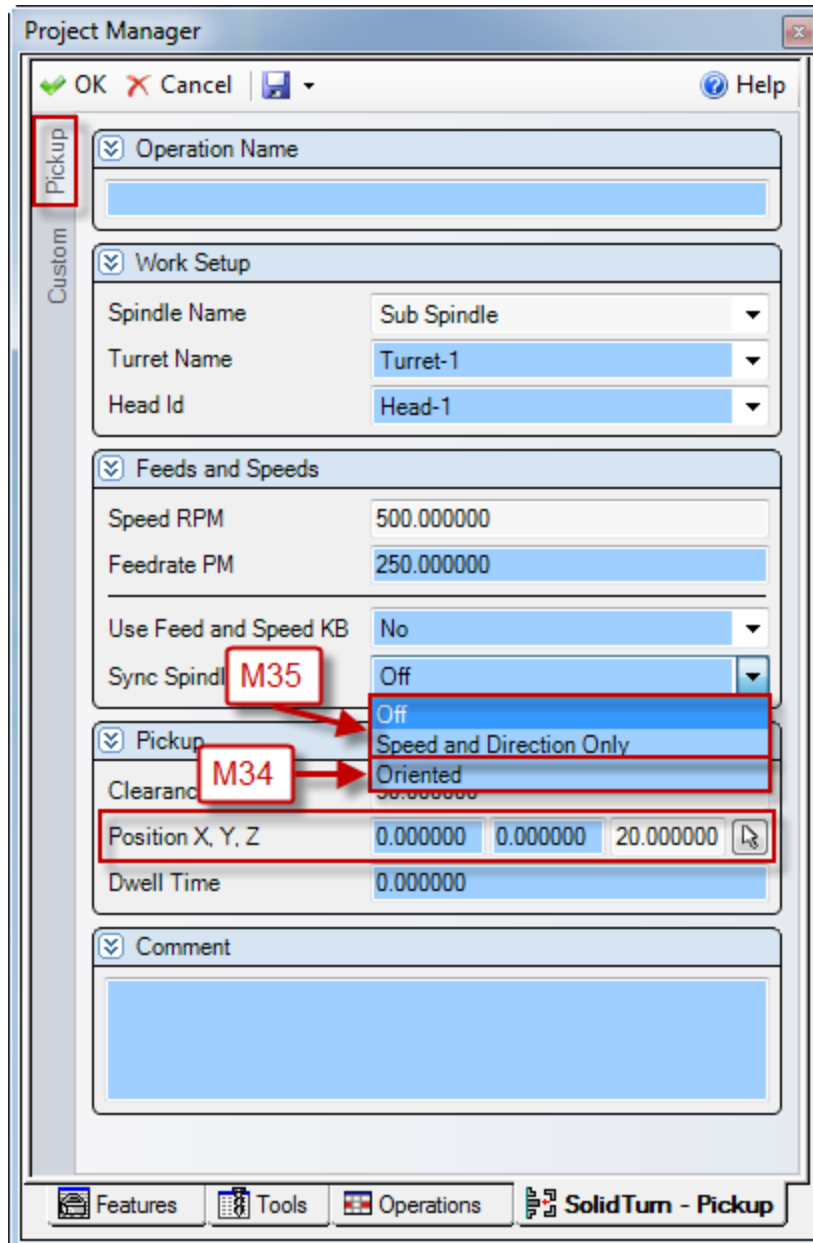 Project Manager
OK Cancel Help
Pickup
Custom
Operation Name
Work Setup
Spindle Name Sub Spindle
Turret Name Turret-1
Head Id Head-1
Feeds and Speeds
Speed RPM 500.000000
Feedrate PM 250.000000
Use Feed and Speed KB No
Sync Spindl Off
M35
Off
Pickup Speed and Direction Only
M34
Oriented
Clearanc
Position X, Y, Z 0.000000 0.000000 20.000000
Dwell Time 0.000000
Comment
Features Tools Operations SolidTurn - Pickup